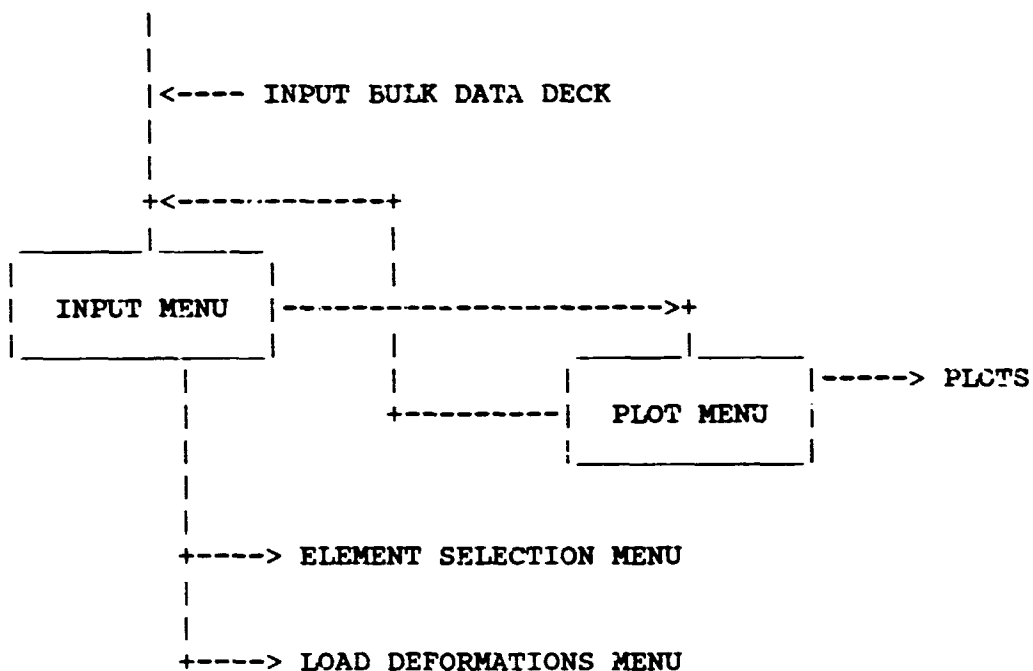 INPUT BULK DATA DECK
INPUT MENU
PLOTS
PLOT MENU
ELEMENT SELECTION MENU
LOAD DEFORMATIONS MENU